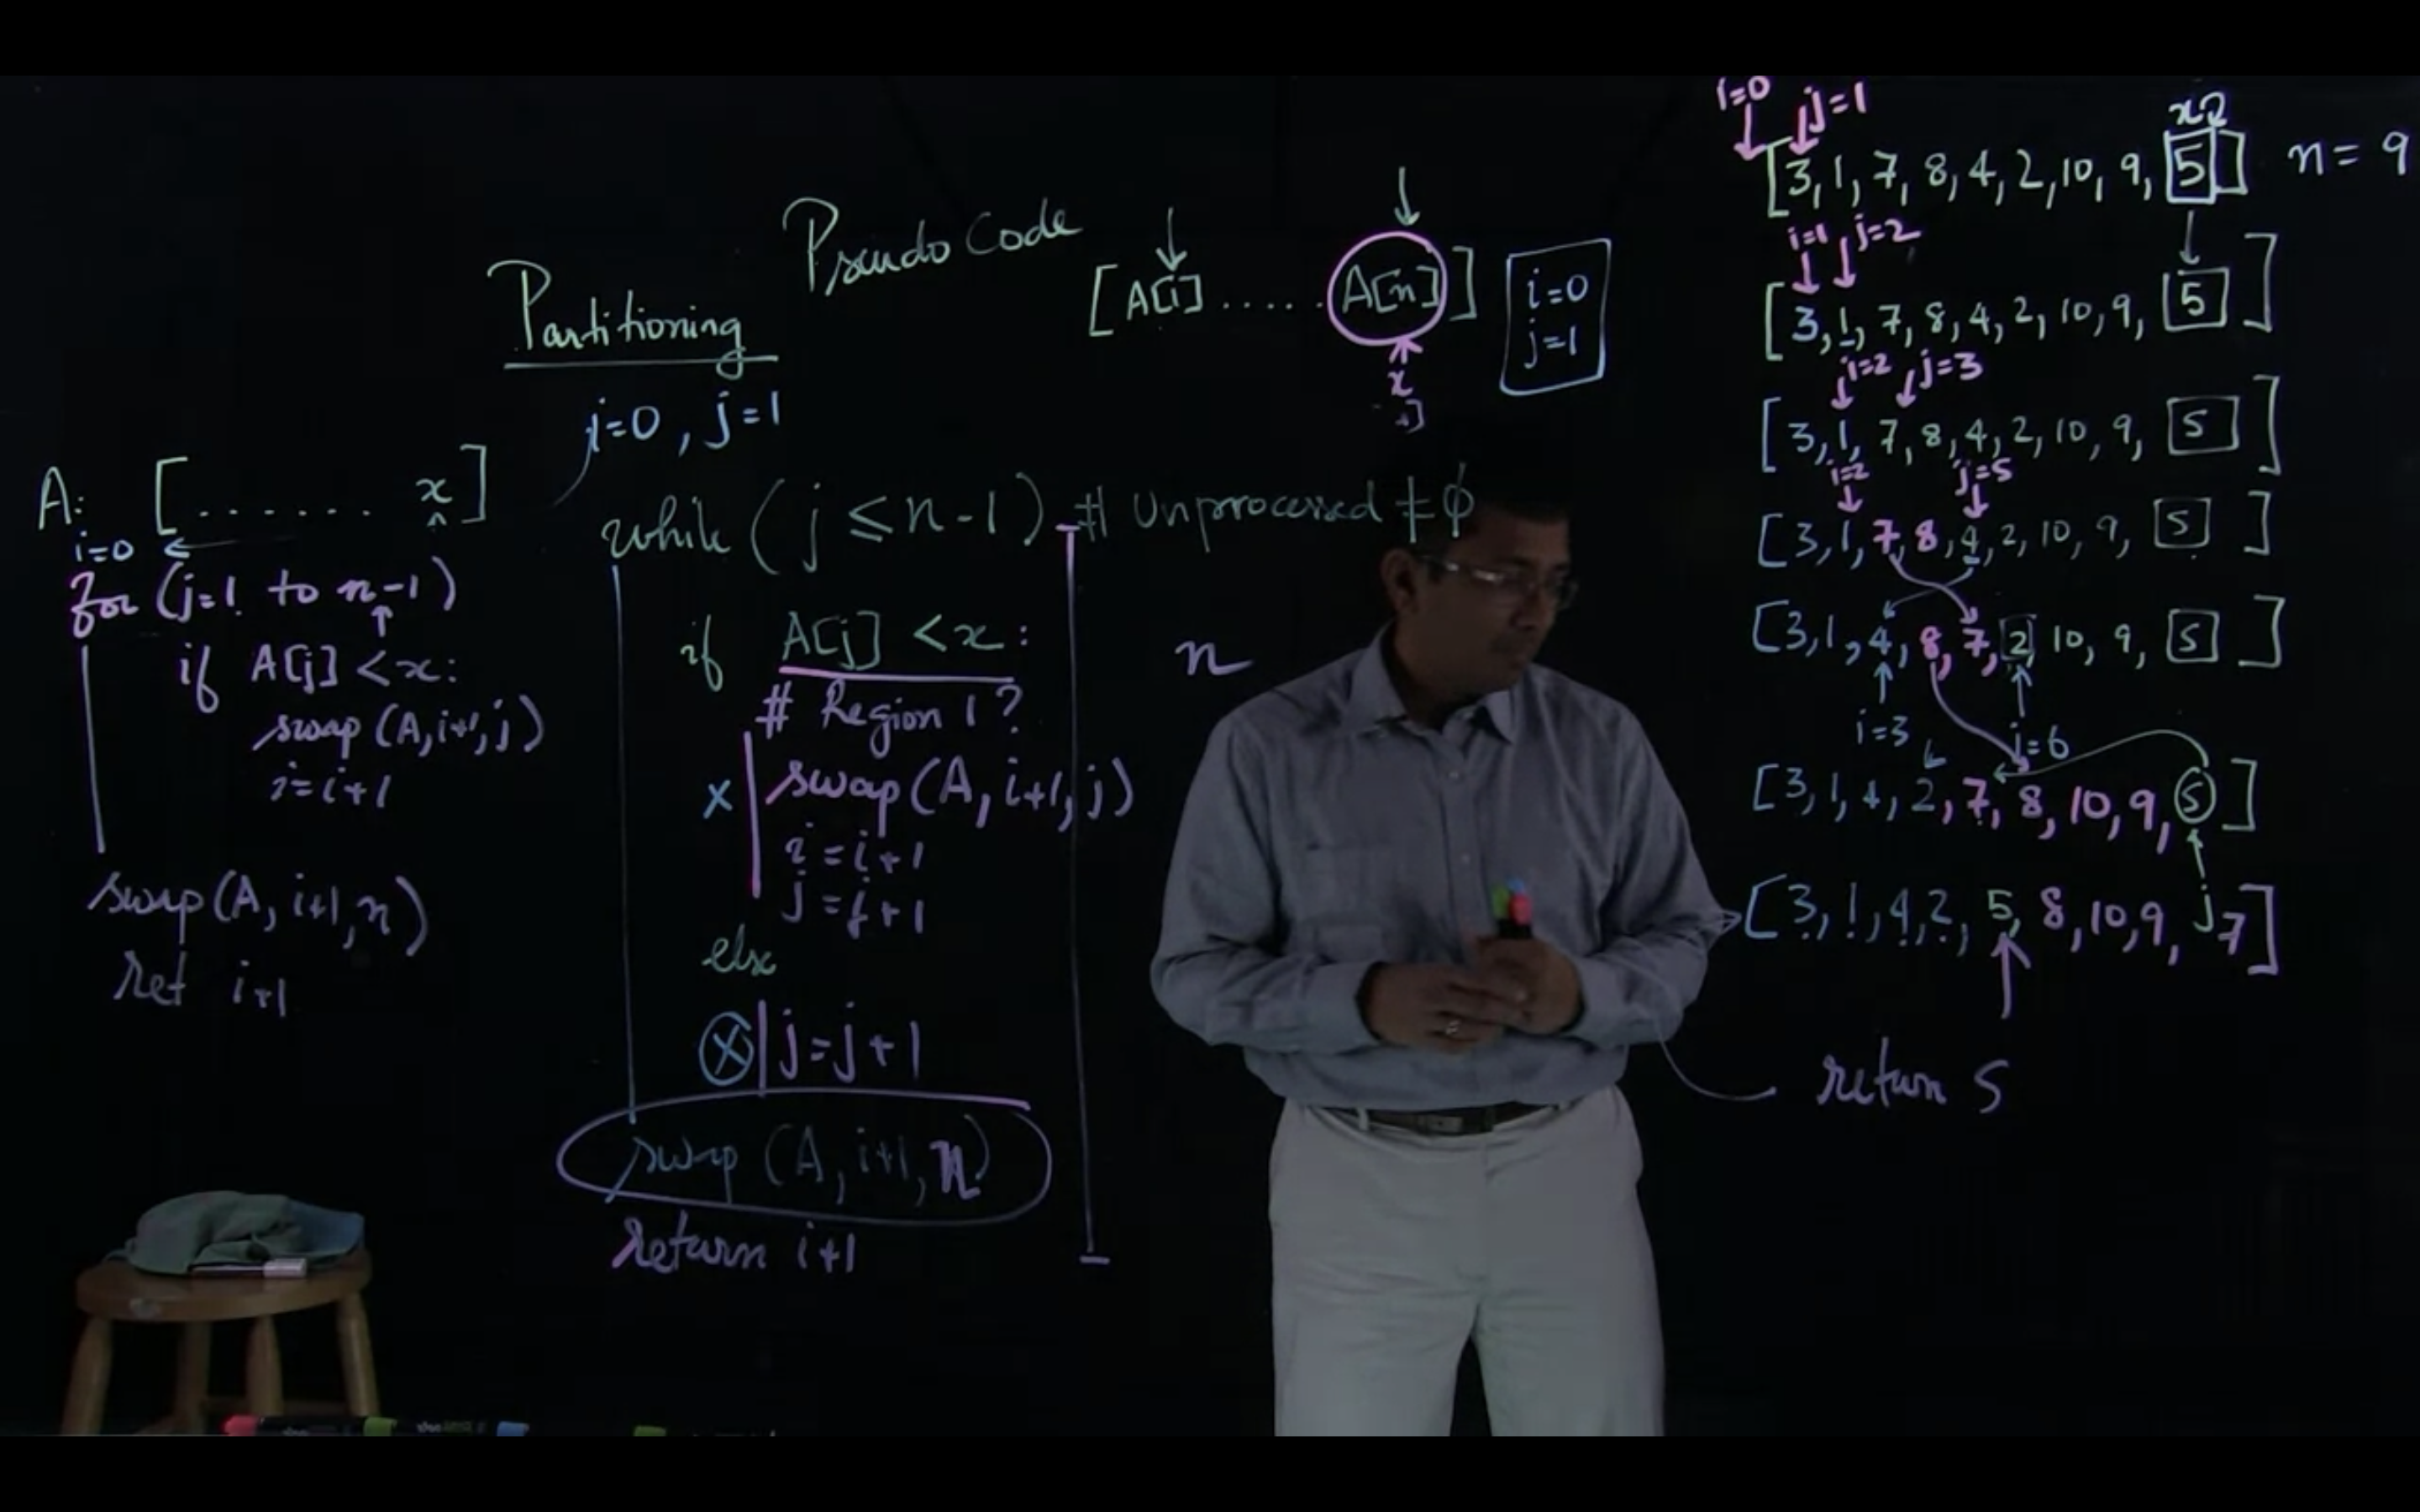 Partitioning Pseudo Code
[A[i] ..... A[n]]
x
i=0
j=1
i=0, j=1
while (j ≤ n-1) # Unprocessed ≠ ϕ
if A[j] < x:
# Region 1?
x swap (A, i+1, j)
i = i+1
j = j+1
else
x j = j+1
swap (A, i+1, n)
return i+1
n
A: [....... x]
i=0
for (j=1 to n-1)
if A[j] < x:
swap (A, i+1, j)
i = i+1
swap (A, i+1, n)
ret i+1
i=0 j=1 x
[3, 1, 7, 8, 4, 2, 10, 9, 5] n = 9
i=1 j=2
[3, 1, 7, 8, 4, 2, 10, 9, 5]
i=2 j=3
[3, 1, 7, 8, 4, 2, 10, 9, 5]
i=2 j=5
[3, 1, 7, 8, 4, 2, 10, 9, 5]
[3, 1, 4, 8, 7, 2, 10, 9, 5]
i=3 j=6
[3, 1, 4, 2, 7, 8, 10, 9, 5]
j
[3, 1, 4, 2, 5, 8, 10, 9, 7]
return 5